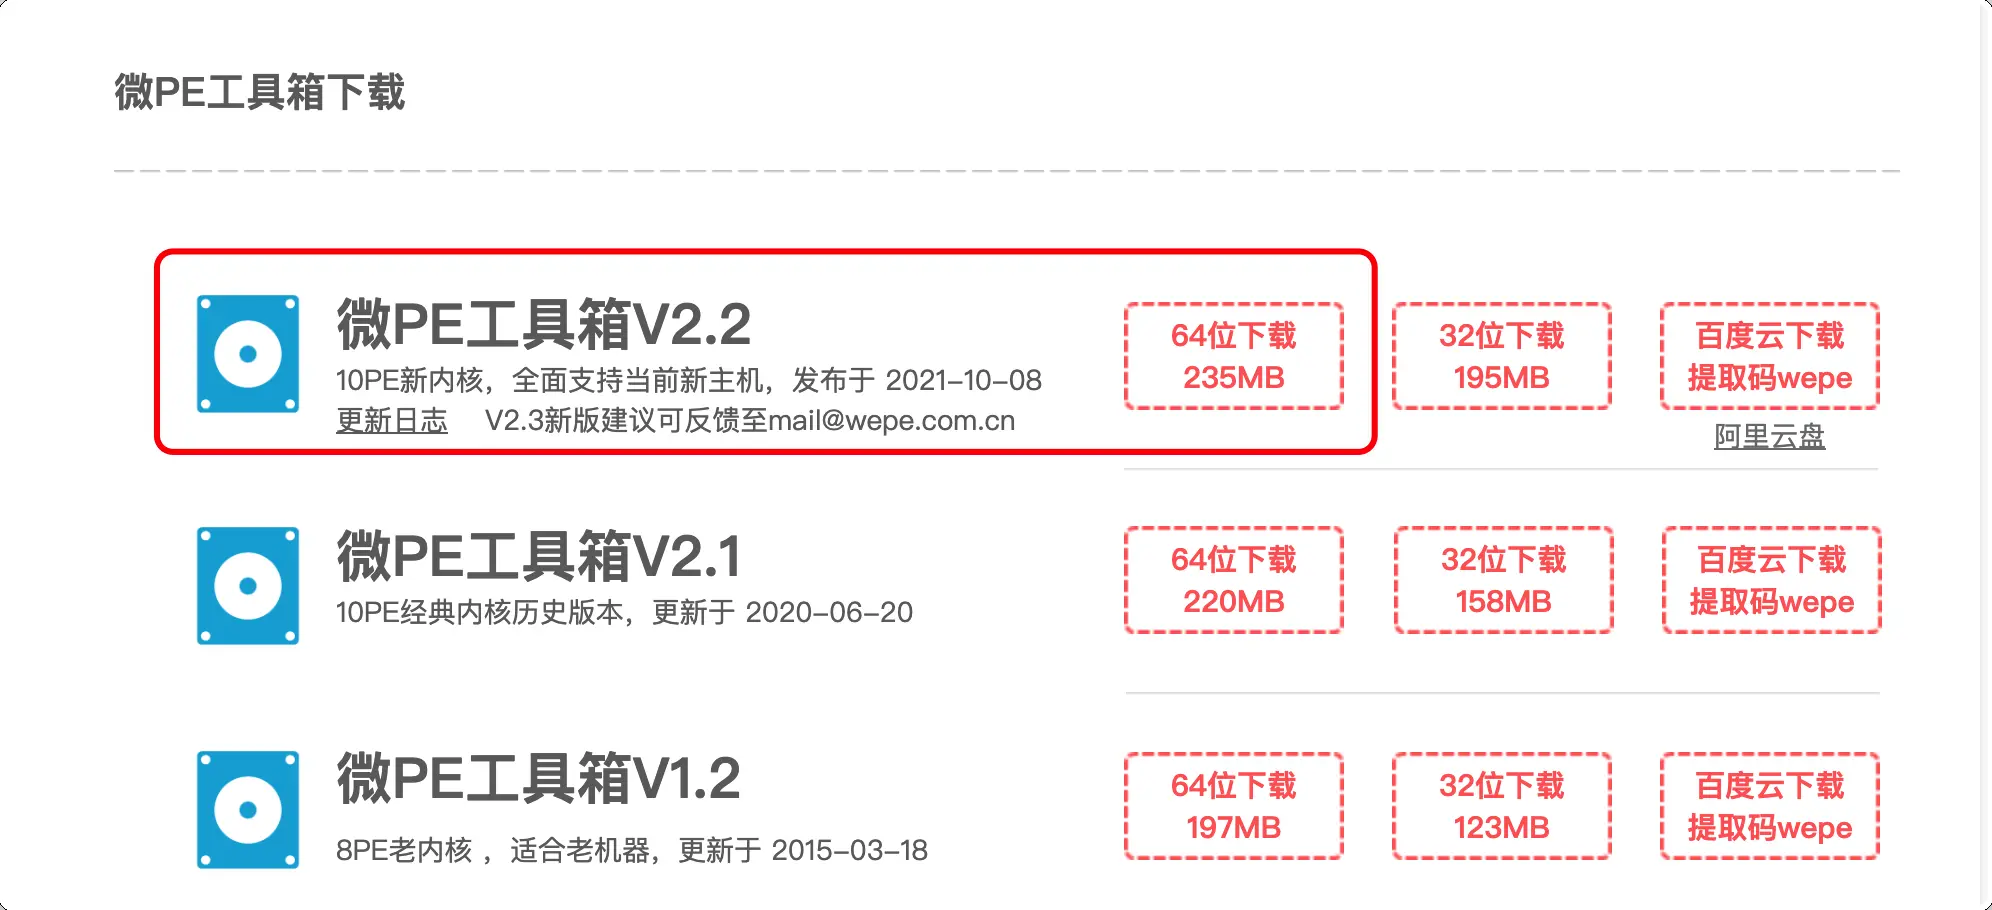 微PE工具箱下载
微PE工具箱V2.2
10PE新内核，全面支持当前新主机，发布于 2021-10-08
更新日志 V2.3新版建议可反馈至mail@wepe.com.cn
64位下载
235MB
32位下载
195MB
百度云下载
提取码wepe
阿里云盘
微PE工具箱V2.1
10PE经典内核历史版本，更新于 2020-06-20
64位下载
220MB
32位下载
158MB
百度云下载
提取码wepe
微PE工具箱V1.2
8PE老内核 ，适合老机器，更新于 2015-03-18
64位下载
197MB
32位下载
123MB
百度云下载
提取码wepe